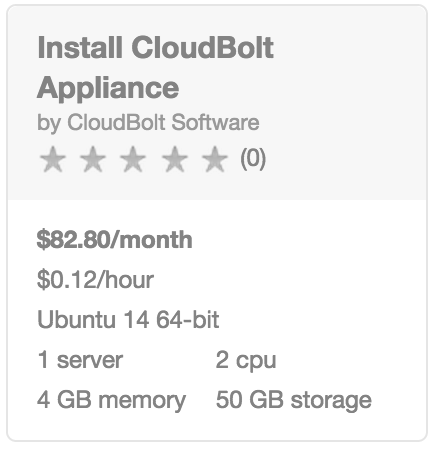 Install CloudBolt
Appliance
by CloudBolt Software
(0)
$82.80/month
$0.12/hour
Ubuntu 14 64-bit
1 server 2 cpu
4 GB memory 50 GB storage